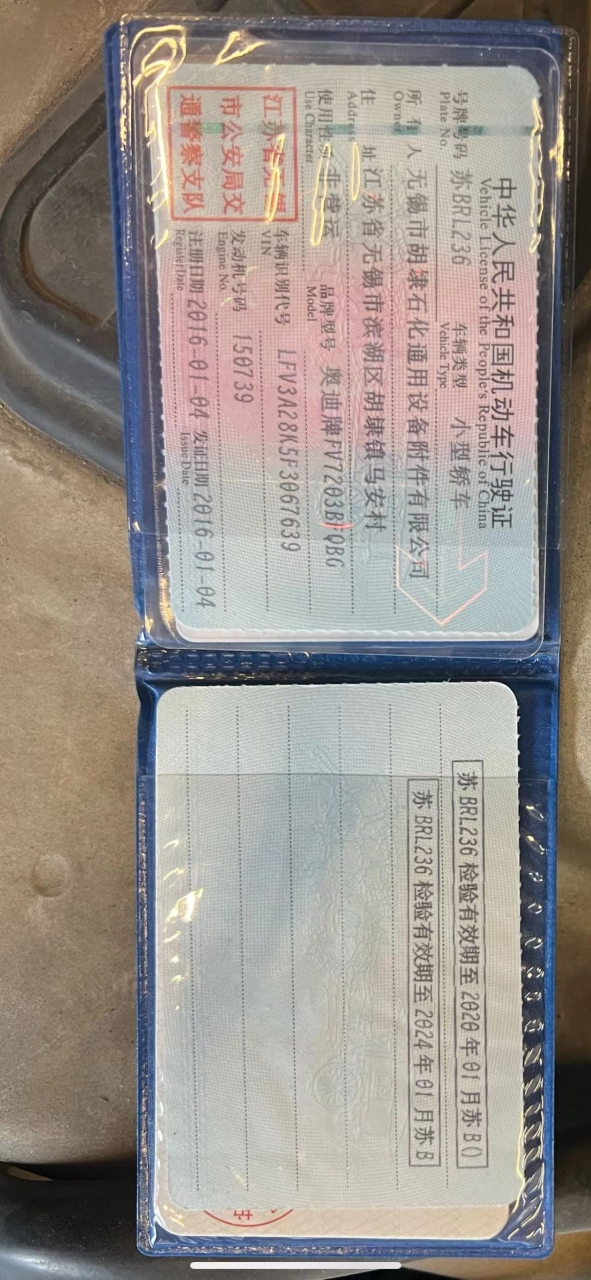 中华人民共和国机动车行驶证
Vehicle License of the People's Republic of China
号牌号码 苏BRL236 车辆类型 小型轿车
Plate No. Vehicle Type
所有人 无锡市胡埭石化通用设备附件有限公司
Owner
住址 江苏省无锡市滨湖区胡埭镇马安村
Address
使用性质 非营运 品牌型号 奥迪牌FV7203BFQBG
Use Character Model
江苏省无锡
市公安局交
通警察支队
车辆识别代号 LFV3A28K5F3067639
VIN
发动机号码 150739
Engine No.
注册日期 2016-01-04 发证日期 2016-01-04
Register Date Issue Date
苏BRL236 检验有效期至2020年01月苏BO
苏BRL236 检验有效期至2024年01月苏B